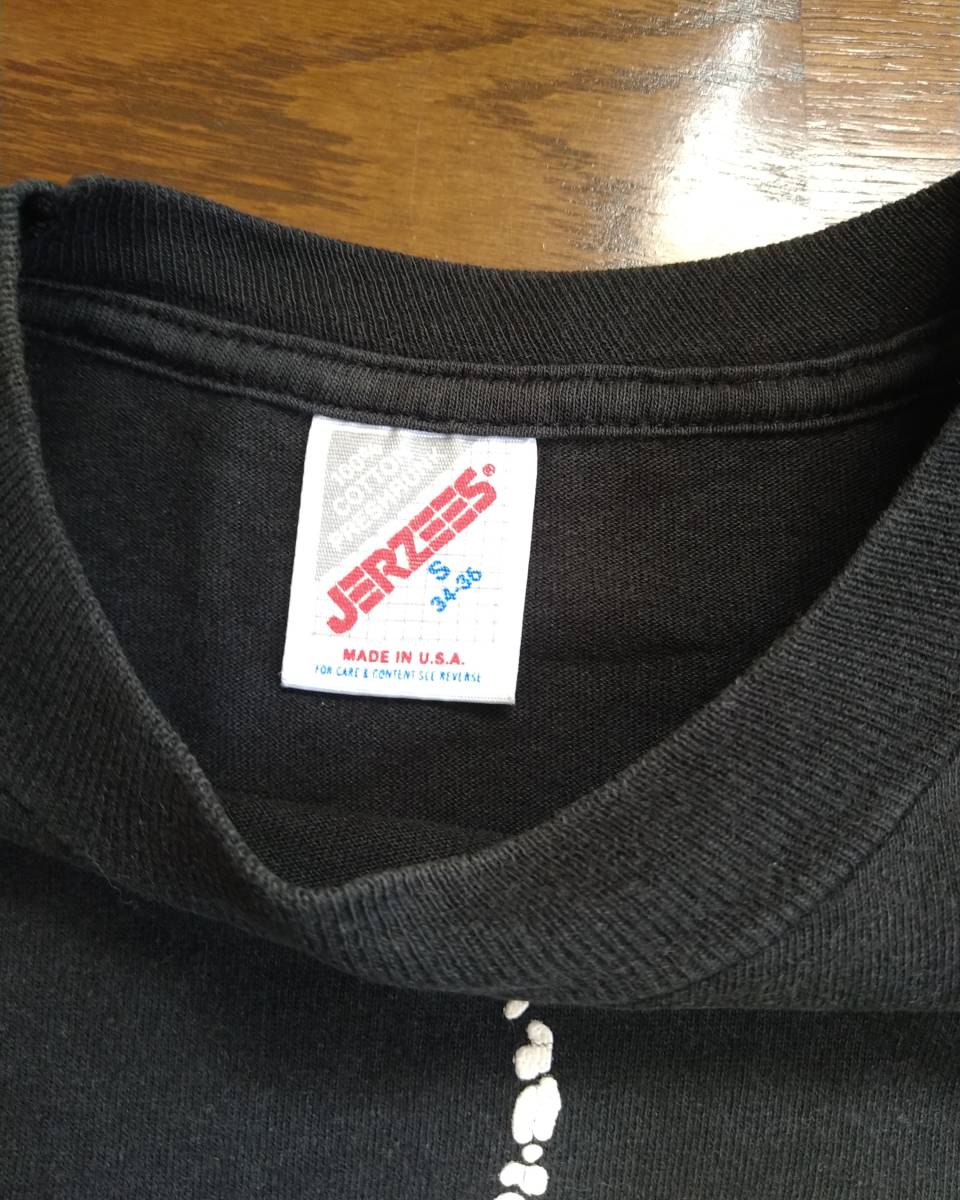 100%
COTTON
PRESHRUNK
JERZEES®
S
34-36
MADE IN U.S.A.
FOR CARE & CONTENT SEE REVERSE